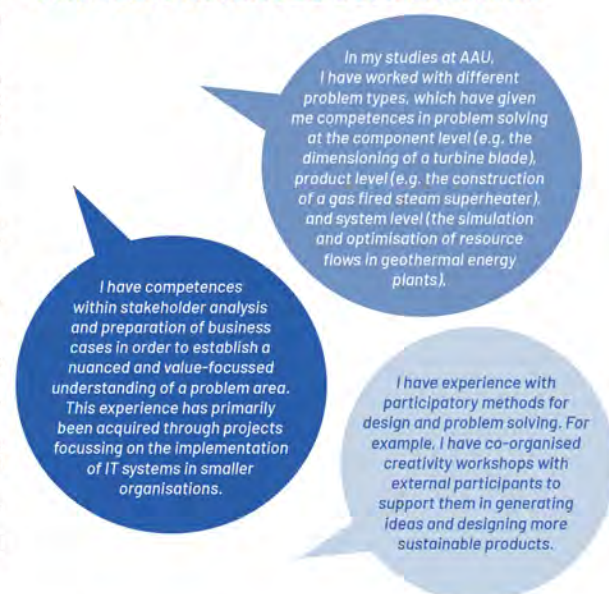 In my studies at AAU,
I have worked with different
problem types, which have given
me competences in problem solving
at the component level (e.g. the
dimensioning of a turbine blade),
product level (e.g. the construction
of a gas fired steam superheater),
and system level (the simulation
and optimisation of resource
flows in geothermal energy
plants).
I have competences
within stakeholder analysis
and preparation of business
cases in order to establish a
nuanced and value-focussed
understanding of a problem area.
This experience has primarily
been acquired through projects
focussing on the implementation
of IT systems in smaller
organisations.
I have experience with
participatory methods for
design and problem solving. For
example, I have co-organised
creativity workshops with
external participants to
support them in generating
ideas and designing more
sustainable products.